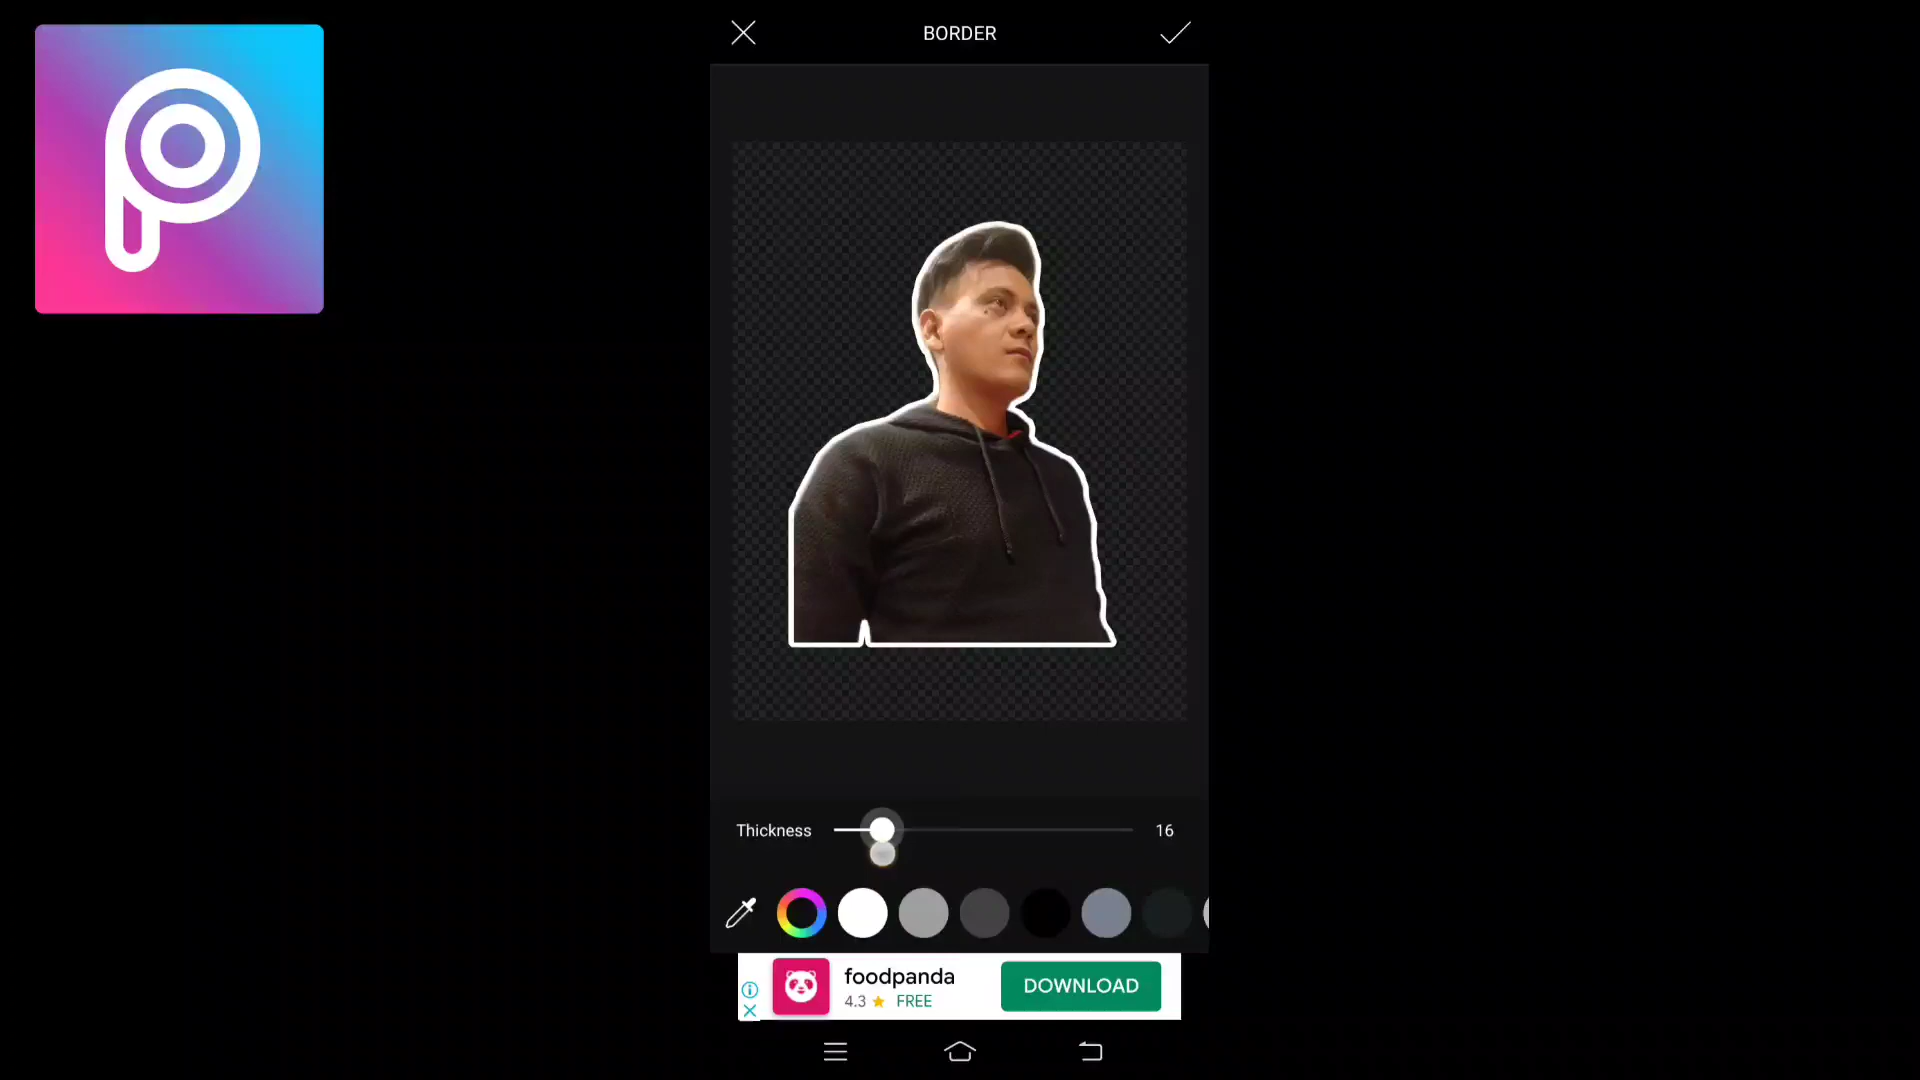 BORDER
Thickness 16
foodpanda
4.3 ★ FREE
DOWNLOAD